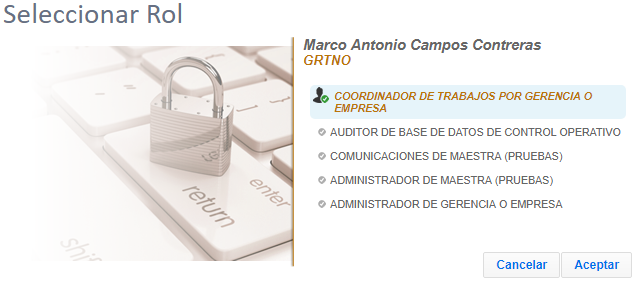 Seleccionar Rol
Marco Antonio Campos Contreras
GRTNO
COORDINADOR DE TRABAJOS POR GERENCIA O
EMPRESA
AUDITOR DE BASE DE DATOS DE CONTROL OPERATIVO
COMUNICACIONES DE MAESTRA (PRUEBAS)
ADMINISTRADOR DE MAESTRA (PRUEBAS)
ADMINISTRADOR DE GERENCIA O EMPRESA
enter
return
shift
Cancelar Aceptar